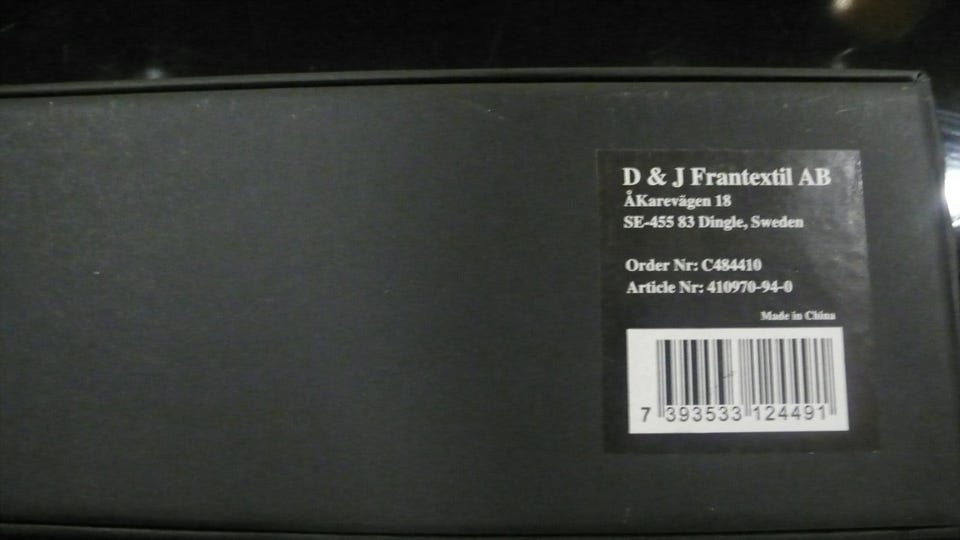 D & J Frantextil AB
ÅKarevägen 18
SE-455 83 Dingle, Sweden
Order Nr: C484410
Article Nr: 410970-94-0
Made in China
7 393533 124491